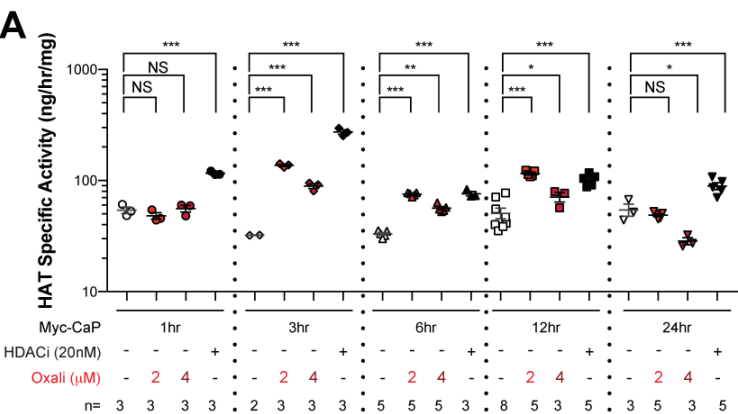 A
HAT Specific Activity (ng/hr/mg)
*** *** *** *** ***
NS *** ** * *
NS *** *** *** NS
1000
100
10
Myc-CaP 1hr 3hr 6hr 12hr 24hr
HDACi (20nM) - - - + - - - + - - - + - - - + - - - +
Oxali (μM) - 2 4 - - 2 4 - - 2 4 - - 2 4 - - 2 4 -
n= 3 3 3 3 2 3 3 3 5 5 5 3 8 5 3 5 3 5 3 5